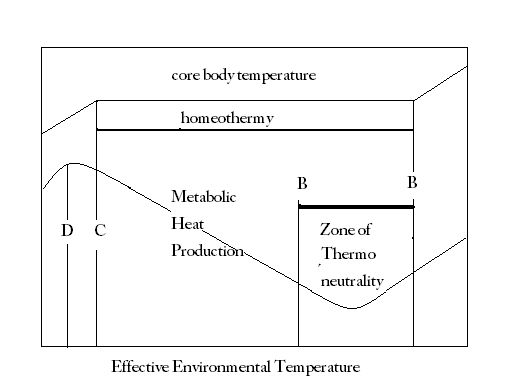 core body temperature
homeothermy
B B
Metabolic
Heat
Production
D C
Zone of
Thermo
neutrality
Effective Environmental Temperature